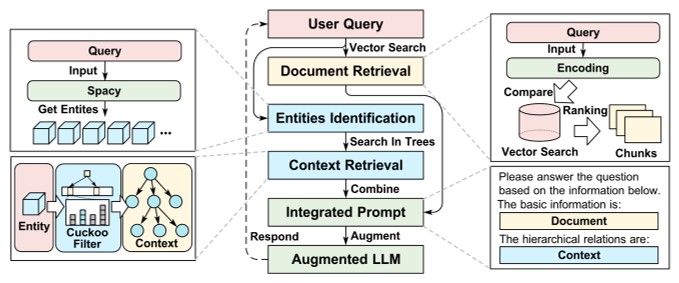 Query
Input
Spacy
Get Entites
...
Entity
Cuckoo
Filter
Context
User Query
Vector Search
Document Retrieval
Entities Identification
Search In Trees
Context Retrieval
Combine
Integrated Prompt
Respond
Augment
Augmented LLM
Query
Input
Encoding
Compare
Ranking
Vector Search
Chunks
Please answer the question
based on the information below.
The basic information is:
Document
The hierarchical relations are:
Context